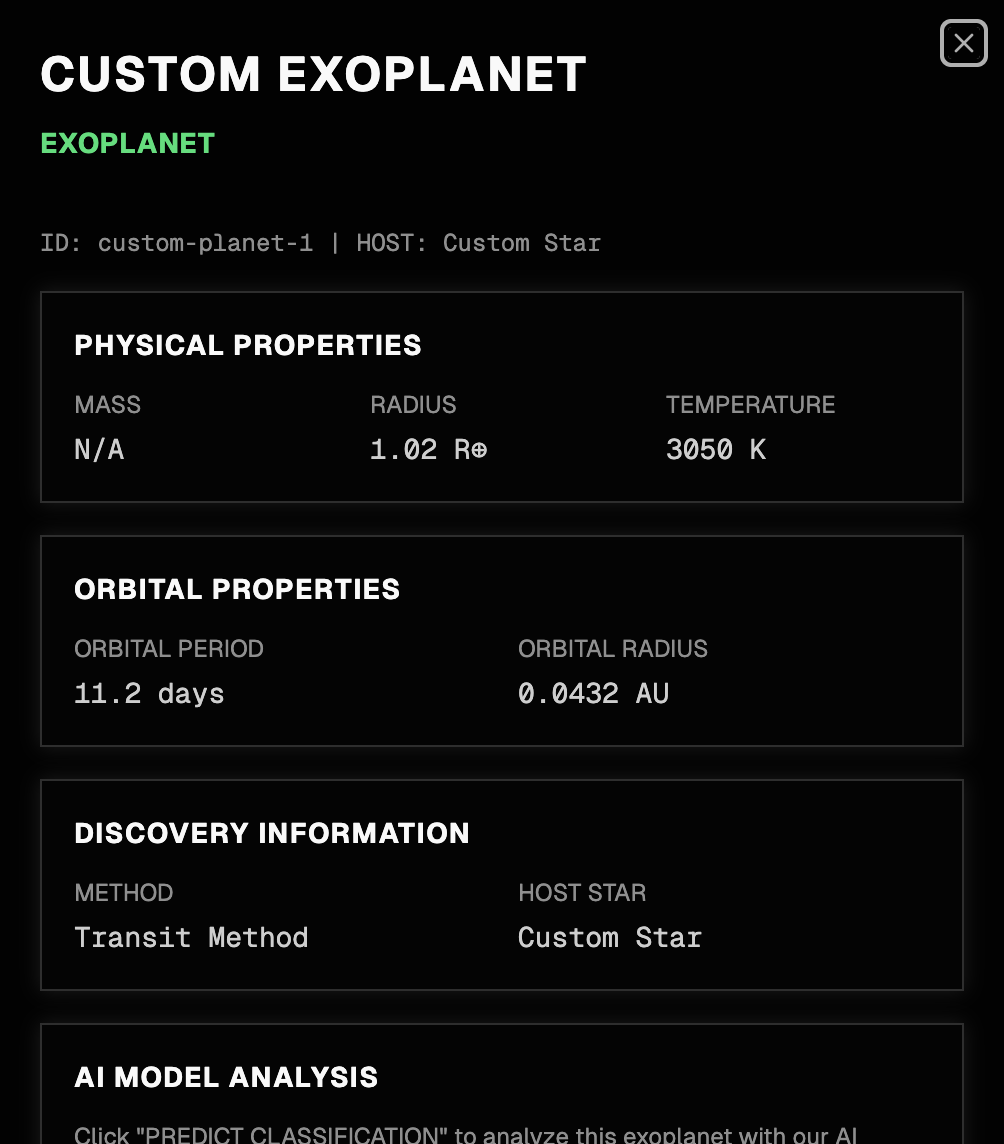 CUSTOM EXOPLANET
EXOPLANET
ID: custom-planet-1 | HOST: Custom Star
PHYSICAL PROPERTIES
MASS RADIUS TEMPERATURE
N/A 1.02 R⊕ 3050 K
ORBITAL PROPERTIES
ORBITAL PERIOD ORBITAL RADIUS
11.2 days 0.0432 AU
DISCOVERY INFORMATION
METHOD HOST STAR
Transit Method Custom Star
AI MODEL ANALYSIS
Click "PREDICT CLASSIFICATION" to analyze this exoplanet with our AI